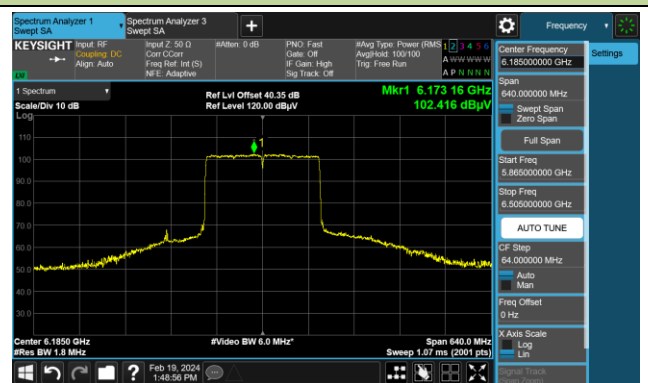 Spectrum Analyzer 1
Swept SA
Spectrum Analyzer 3
Swept SA
Frequency
KEYSIGHT
Input: RF
Coupling: DC
Align: Auto
Input Z: 50 Ω
Corr CCorr
Freq Ref: Int (S)
NFE: Adaptive
#Atten: 0 dB
PNO: Fast
Gate: Off
IF Gain: High
Sig Track: Off
#Avg Type: Power (RMS
Avg|Hold: 100/100
Trig: Free Run
1 2 3 4 5 6
A W W W W W
A P N N N N
LW
1 Spectrum
Scale/Div 10 dB
Log
Ref Lvl Offset 40.35 dB
Ref Level 120.00 dBµV
Mkr1 6.173 16 GHz
102.416 dBµV
1
110
100
90.0
80.0
70.0
60.0
50.0
40.0
30.0
Center 6.1850 GHz
#Res BW 1.8 MHz
#Video BW 6.0 MHz*
Span 640.0 MHz
Sweep 1.07 ms (2001 pts)
Center Frequency
6.185000000 GHz
Settings
Span
640.000000 MHz
Swept Span
Zero Span
Full Span
Start Freq
5.865000000 GHz
Stop Freq
6.505000000 GHz
AUTO TUNE
CF Step
64.000000 MHz
Auto
Man
Freq Offset
0 Hz
X Axis Scale
Log
Lin
Signal Track
(Span Zoom)
Feb 19, 2024
1:48:56 PM